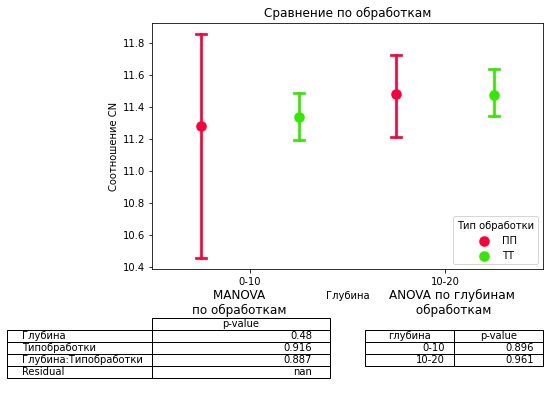 Сравнение по обработкам
Соотношение CN
11.8
11.6
11.4
11.2
11.0
10.8
10.6
10.4
Тип обработки
ПП
ТТ
0-10 10-20
Глубина
MANOVA
по обработкам
p-value
Глубина 0.48
Типобработки 0.916
Глубина:Типобработки 0.887
Residual nan
ANOVA по глубинам
обработкам
глубина p-value
0-10 0.896
10-20 0.961